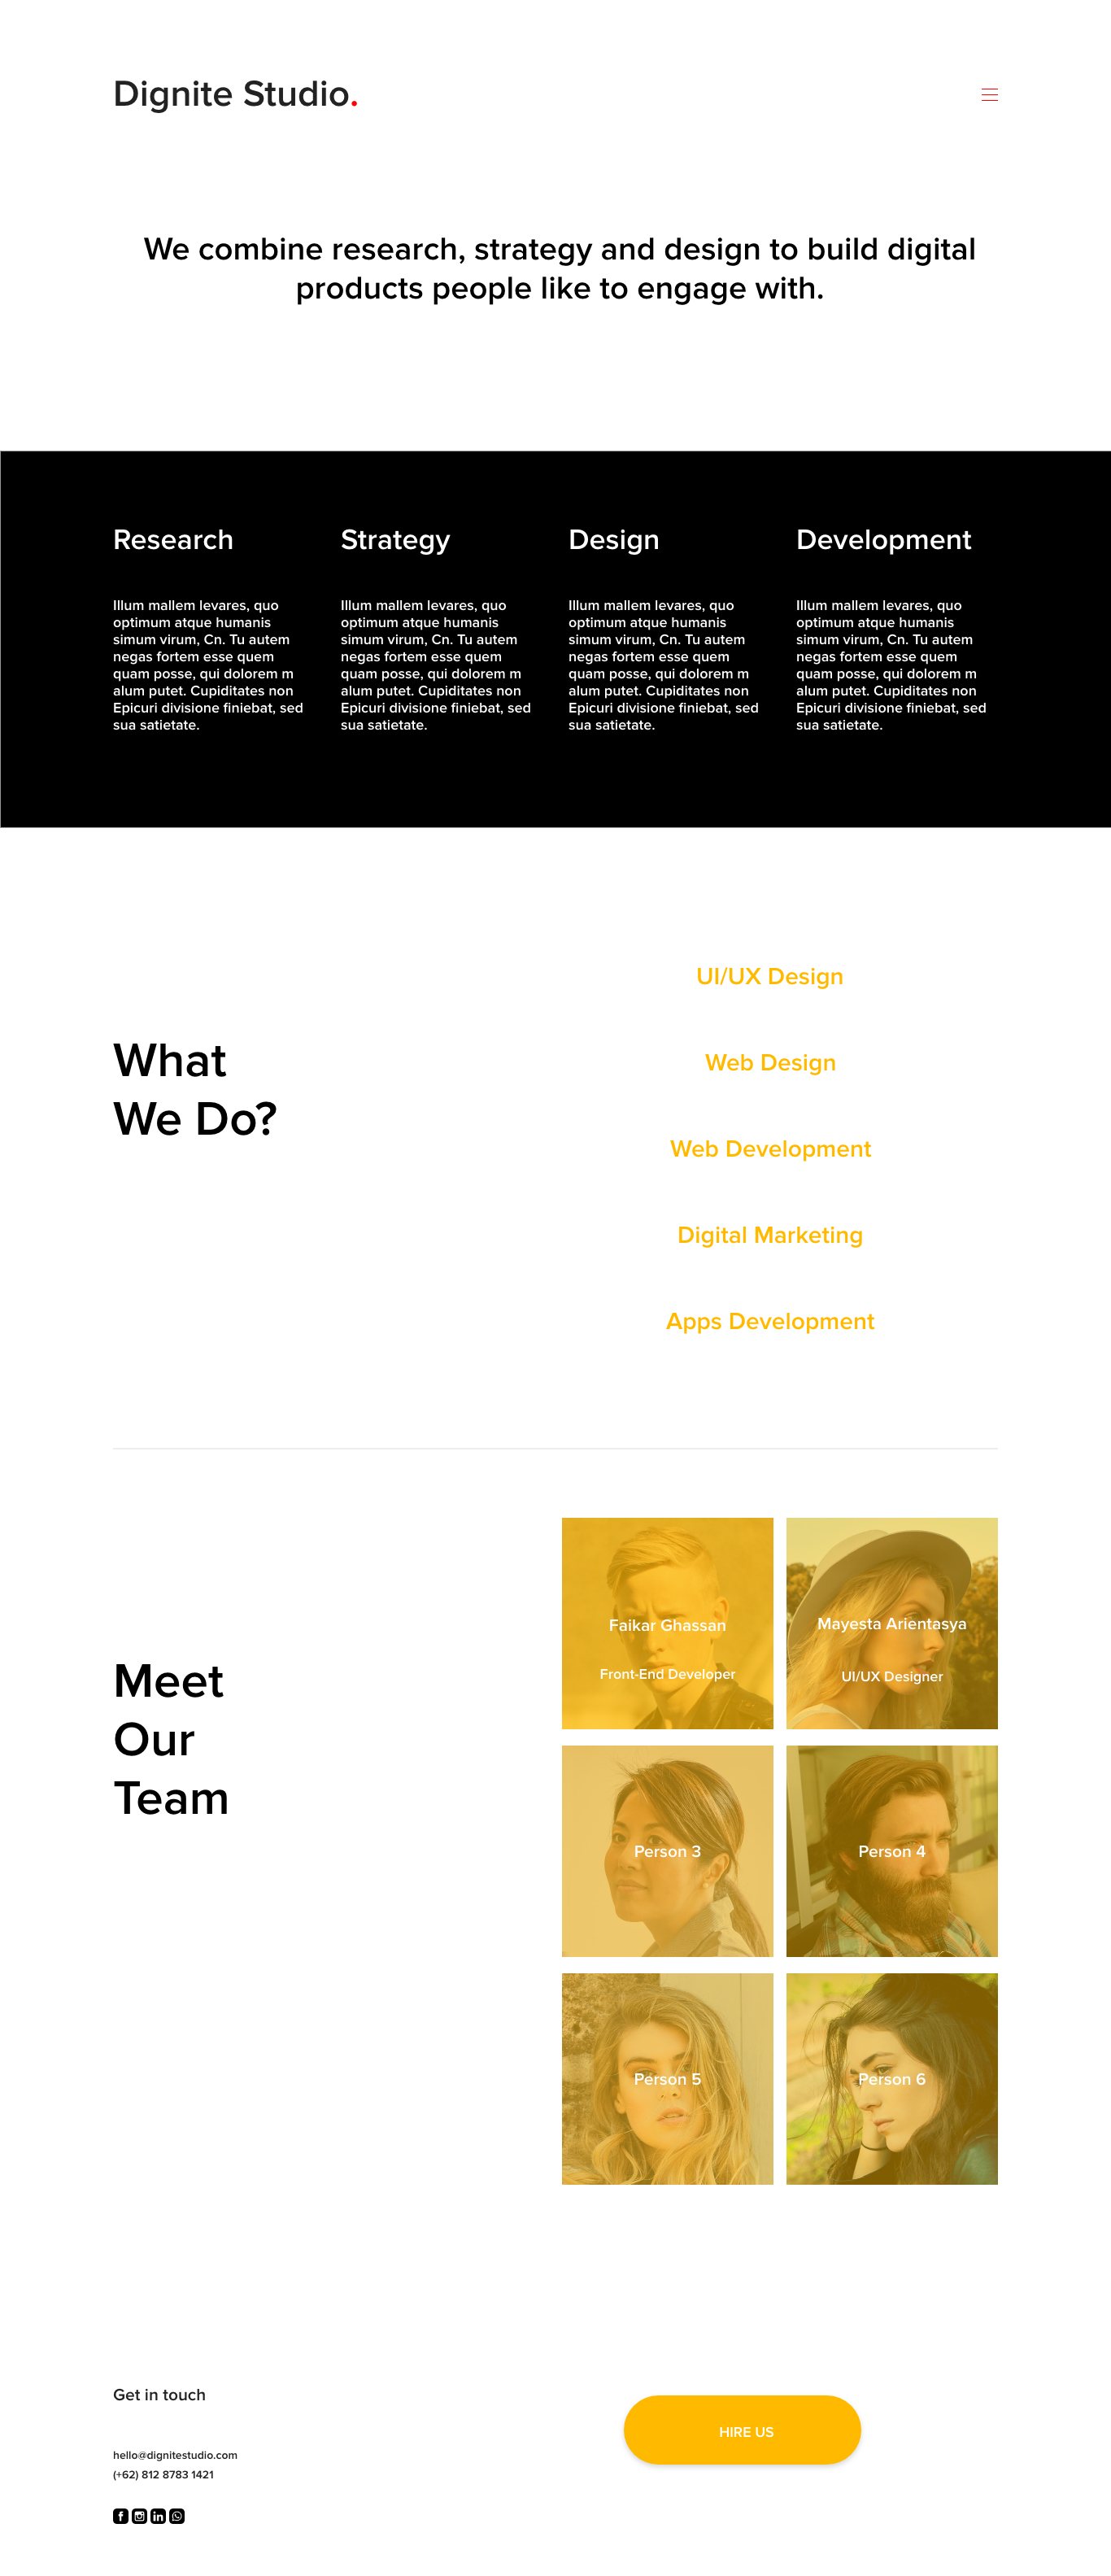 Dignite Studio.
We combine research, strategy and design to build digital
products people like to engage with.
Research
Illum mallem levares, quo
optimum atque humanis
simum virum, Cn. Tu autem
negas fortem esse quem
quam posse, qui dolorem m
alum putet. Cupiditates non
Epicuri divisione finiebat, sed
sua satietate.
Strategy
Illum mallem levares, quo
optimum atque humanis
simum virum, Cn. Tu autem
negas fortem esse quem
quam posse, qui dolorem m
alum putet. Cupiditates non
Epicuri divisione finiebat, sed
sua satietate.
Design
Illum mallem levares, quo
optimum atque humanis
simum virum, Cn. Tu autem
negas fortem esse quem
quam posse, qui dolorem m
alum putet. Cupiditates non
Epicuri divisione finiebat, sed
sua satietate.
Development
Illum mallem levares, quo
optimum atque humanis
simum virum, Cn. Tu autem
negas fortem esse quem
quam posse, qui dolorem m
alum putet. Cupiditates non
Epicuri divisione finiebat, sed
sua satietate.
What
We Do?
UI/UX Design
Web Design
Web Development
Digital Marketing
Apps Development
Meet
Our
Team
Faikar Ghassan
Front-End Developer
Mayesta Arientasya
UI/UX Designer
Person 3
Person 4
Person 5
Person 6
Get in touch
hello@dignitestudio.com
(+62) 812 8783 1421
HIRE US